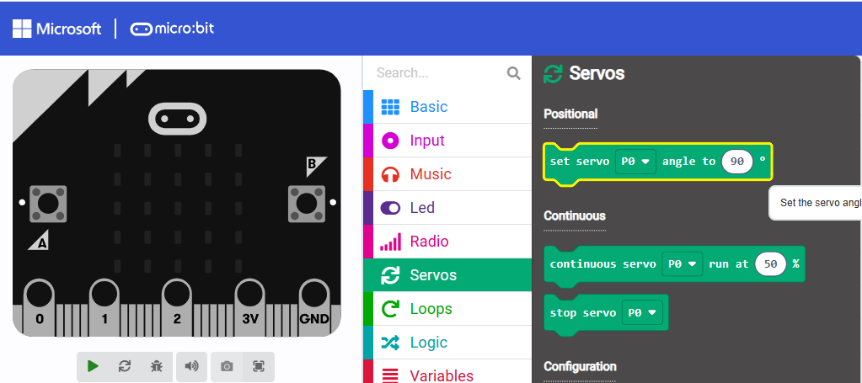 Microsoft
micro:bit
Search...
Basic
Input
Music
Led
Radio
Servos
Loops
Logic
Variables
Servos
Positional
set servo P0 angle to 90 °
Set the servo angl
Continuous
continuous servo P0 run at 50 %
stop servo P0
Configuration
B
A
0 1 2 3V GND